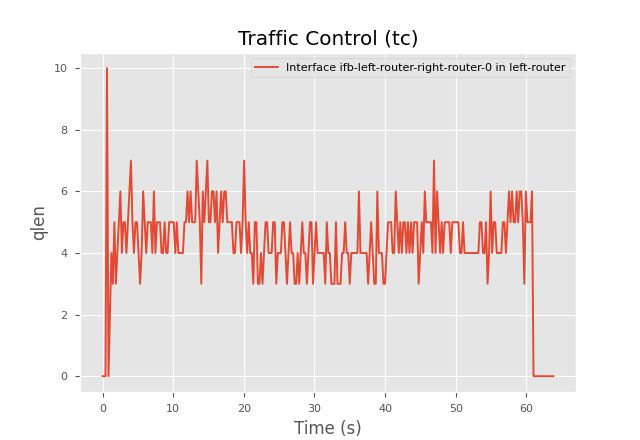 Traffic Control (tc)
Interface ifb-left-router-right-router-0 in left-router
10
8
6
4
2
0
qlen
0 10 20 30 40 50 60
Time (s)